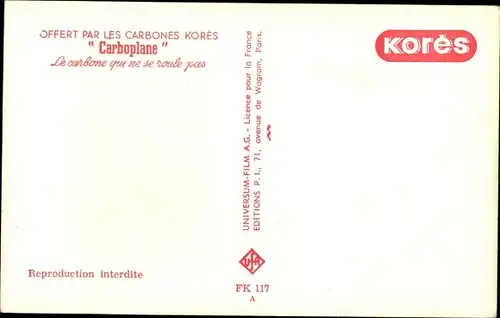 OFFERT PAR LES CARBONES KORÈS
" Carboplane "
Le carbone qui ne se roule pas
Korès
UNIVERSUM-FILM A.G. - Licence pour la France
EDITIONS P. I., 71, avenue de Wagram, Paris.
UFA
Reproduction interdite
FK 117
A